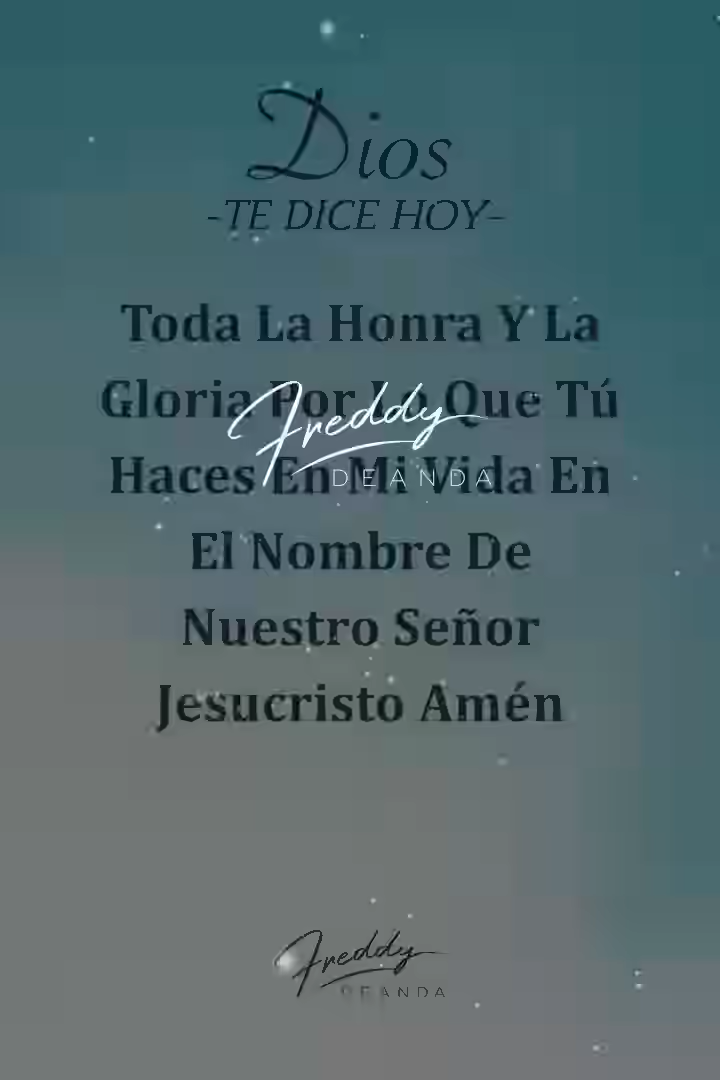 Dios
-TE DICE HOY-
Toda La Honra Y La
Gloria Por Lo Que Tú
Freddy
Haces En Mi Vida En
DEANDA
El Nombre De
Nuestro Señor
Jesucristo Amén
Freddy
DEANDA